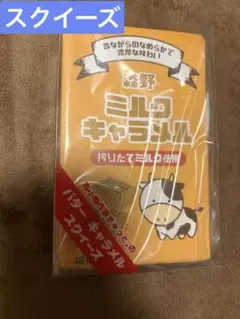 スクイーズ
昔ながらのなめらかで
濃厚な味わい
ミルク
キャラメル
搾りたてミルク使用
バター キャラメル
スクイーズ